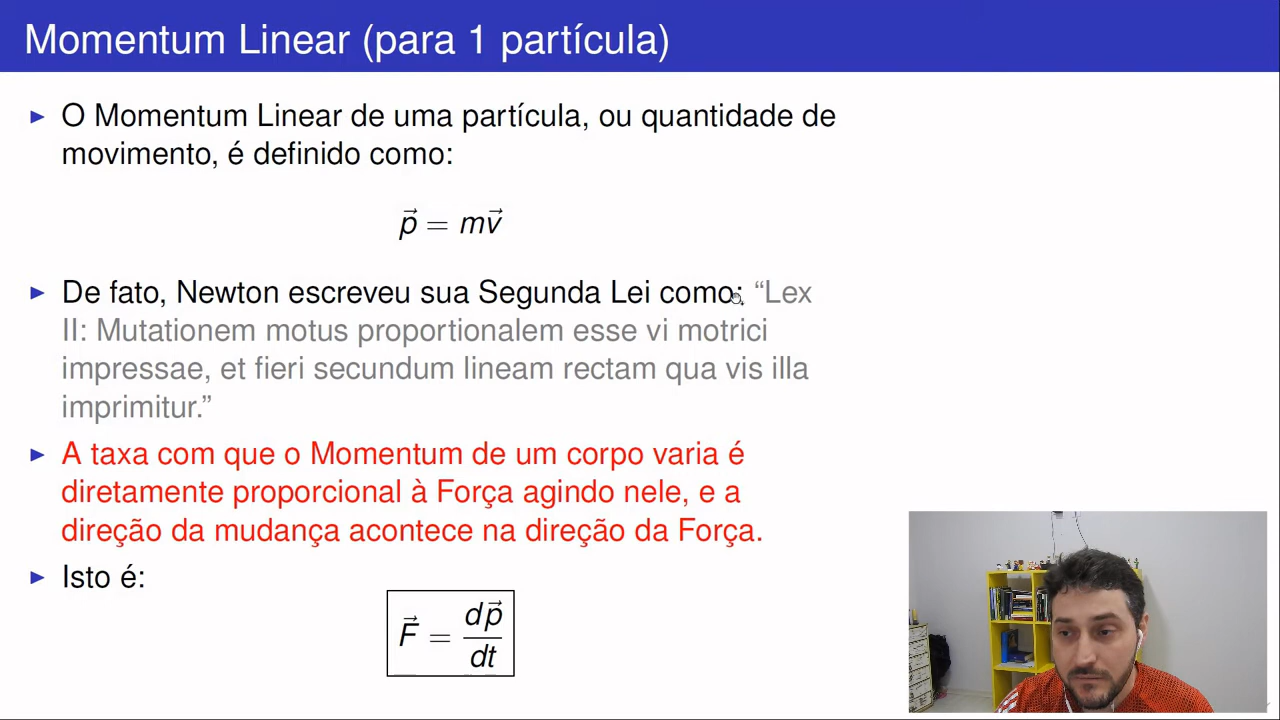 Momentum Linear (para 1 partícula)
▶ O Momentum Linear de uma partícula, ou quantidade de
movimento, é definido como:
p⃗ = mv⃗
▶ De fato, Newton escreveu sua Segunda Lei como: “Lex
II: Mutationem motus proportionalem esse vi motrici
impressae, et fieri secundum lineam rectam qua vis illa
imprimitur.”
▶ A taxa com que o Momentum de um corpo varia é
diretamente proporcional à Força agindo nele, e a
direção da mudança acontece na direção da Força.
▶ Isto é:
F⃗ = dp⃗/dt